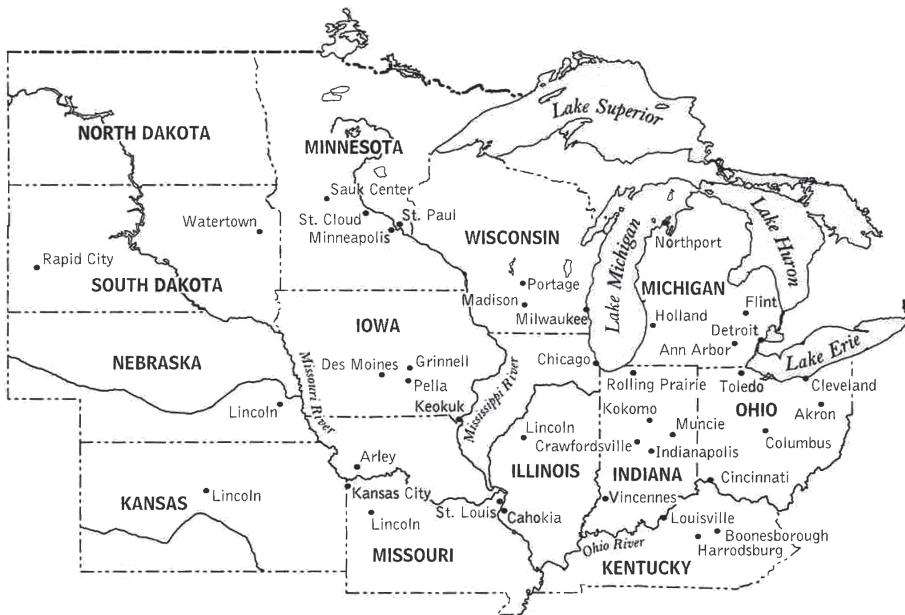 Lake Superior
NORTH DAKOTA
MINNESOTA
Sauk Center
Watertown
St. Cloud
St. Paul
Minneapolis
WISCONSIN
Lake Michigan
Northport
Lake Huron
Rapid City
SOUTH DAKOTA
Portage
MICHIGAN
Madison
Milwaukee
Holland
Flint
Detroit
IOWA
Ann Arbor
Lake Erie
NEBRASKA
Missouri River
Des Moines
Grinnell
Pella
Mississippi River
Chicago
Rolling Prairie
Toledo
Cleveland
Lincoln
Keokuk
Kokomo
OHIO
Akron
Lincoln
Muncie
Crawfordsville
Columbus
Arley
Indianapolis
ILLINOIS
INDIANA
Cincinnati
KANSAS
Lincoln
Kansas City
Vincennes
St. Louis
Cahokia
Lincoln
Louisville
Boonesborough
Harrodsburg
Ohio River
MISSOURI
KENTUCKY